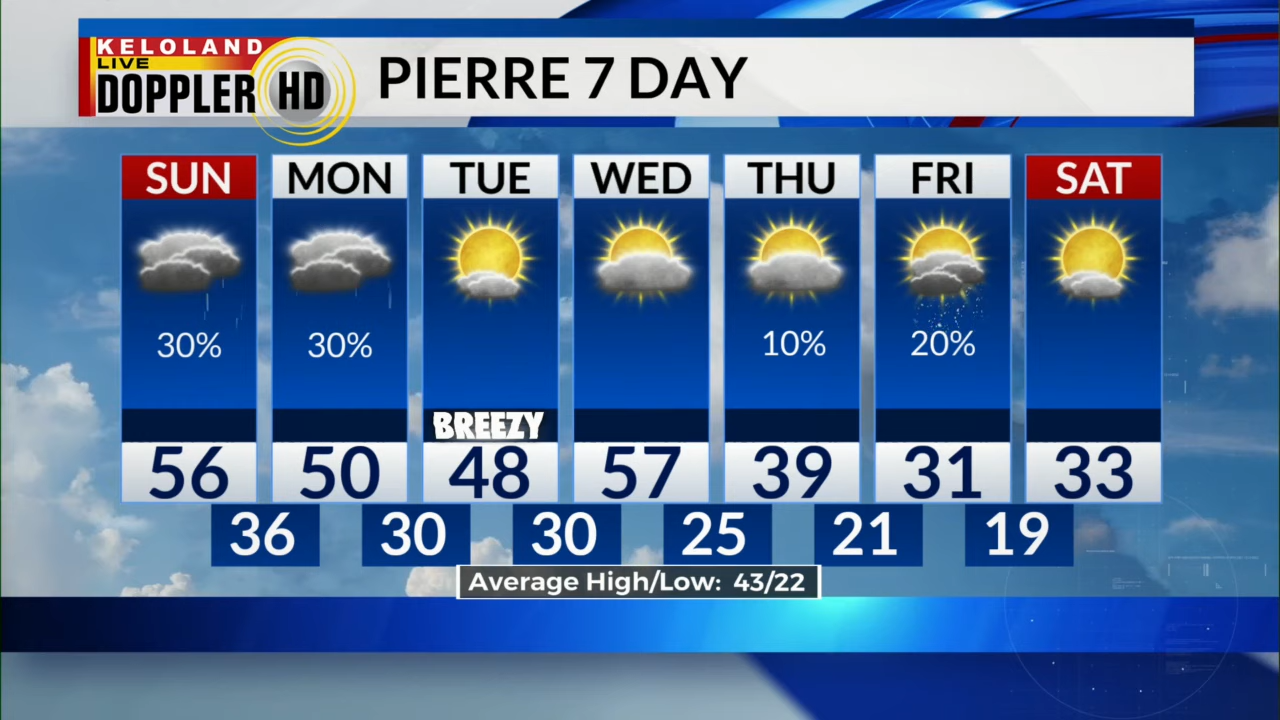 KELOLAND
LIVE
DOPPLER HD
PIERRE 7 DAY
SUN MON TUE WED THU FRI SAT
30% 30% 10% 20%
BREEZY
56 50 48 57 39 31 33
36 30 30 25 21 19
Average High/Low: 43/22